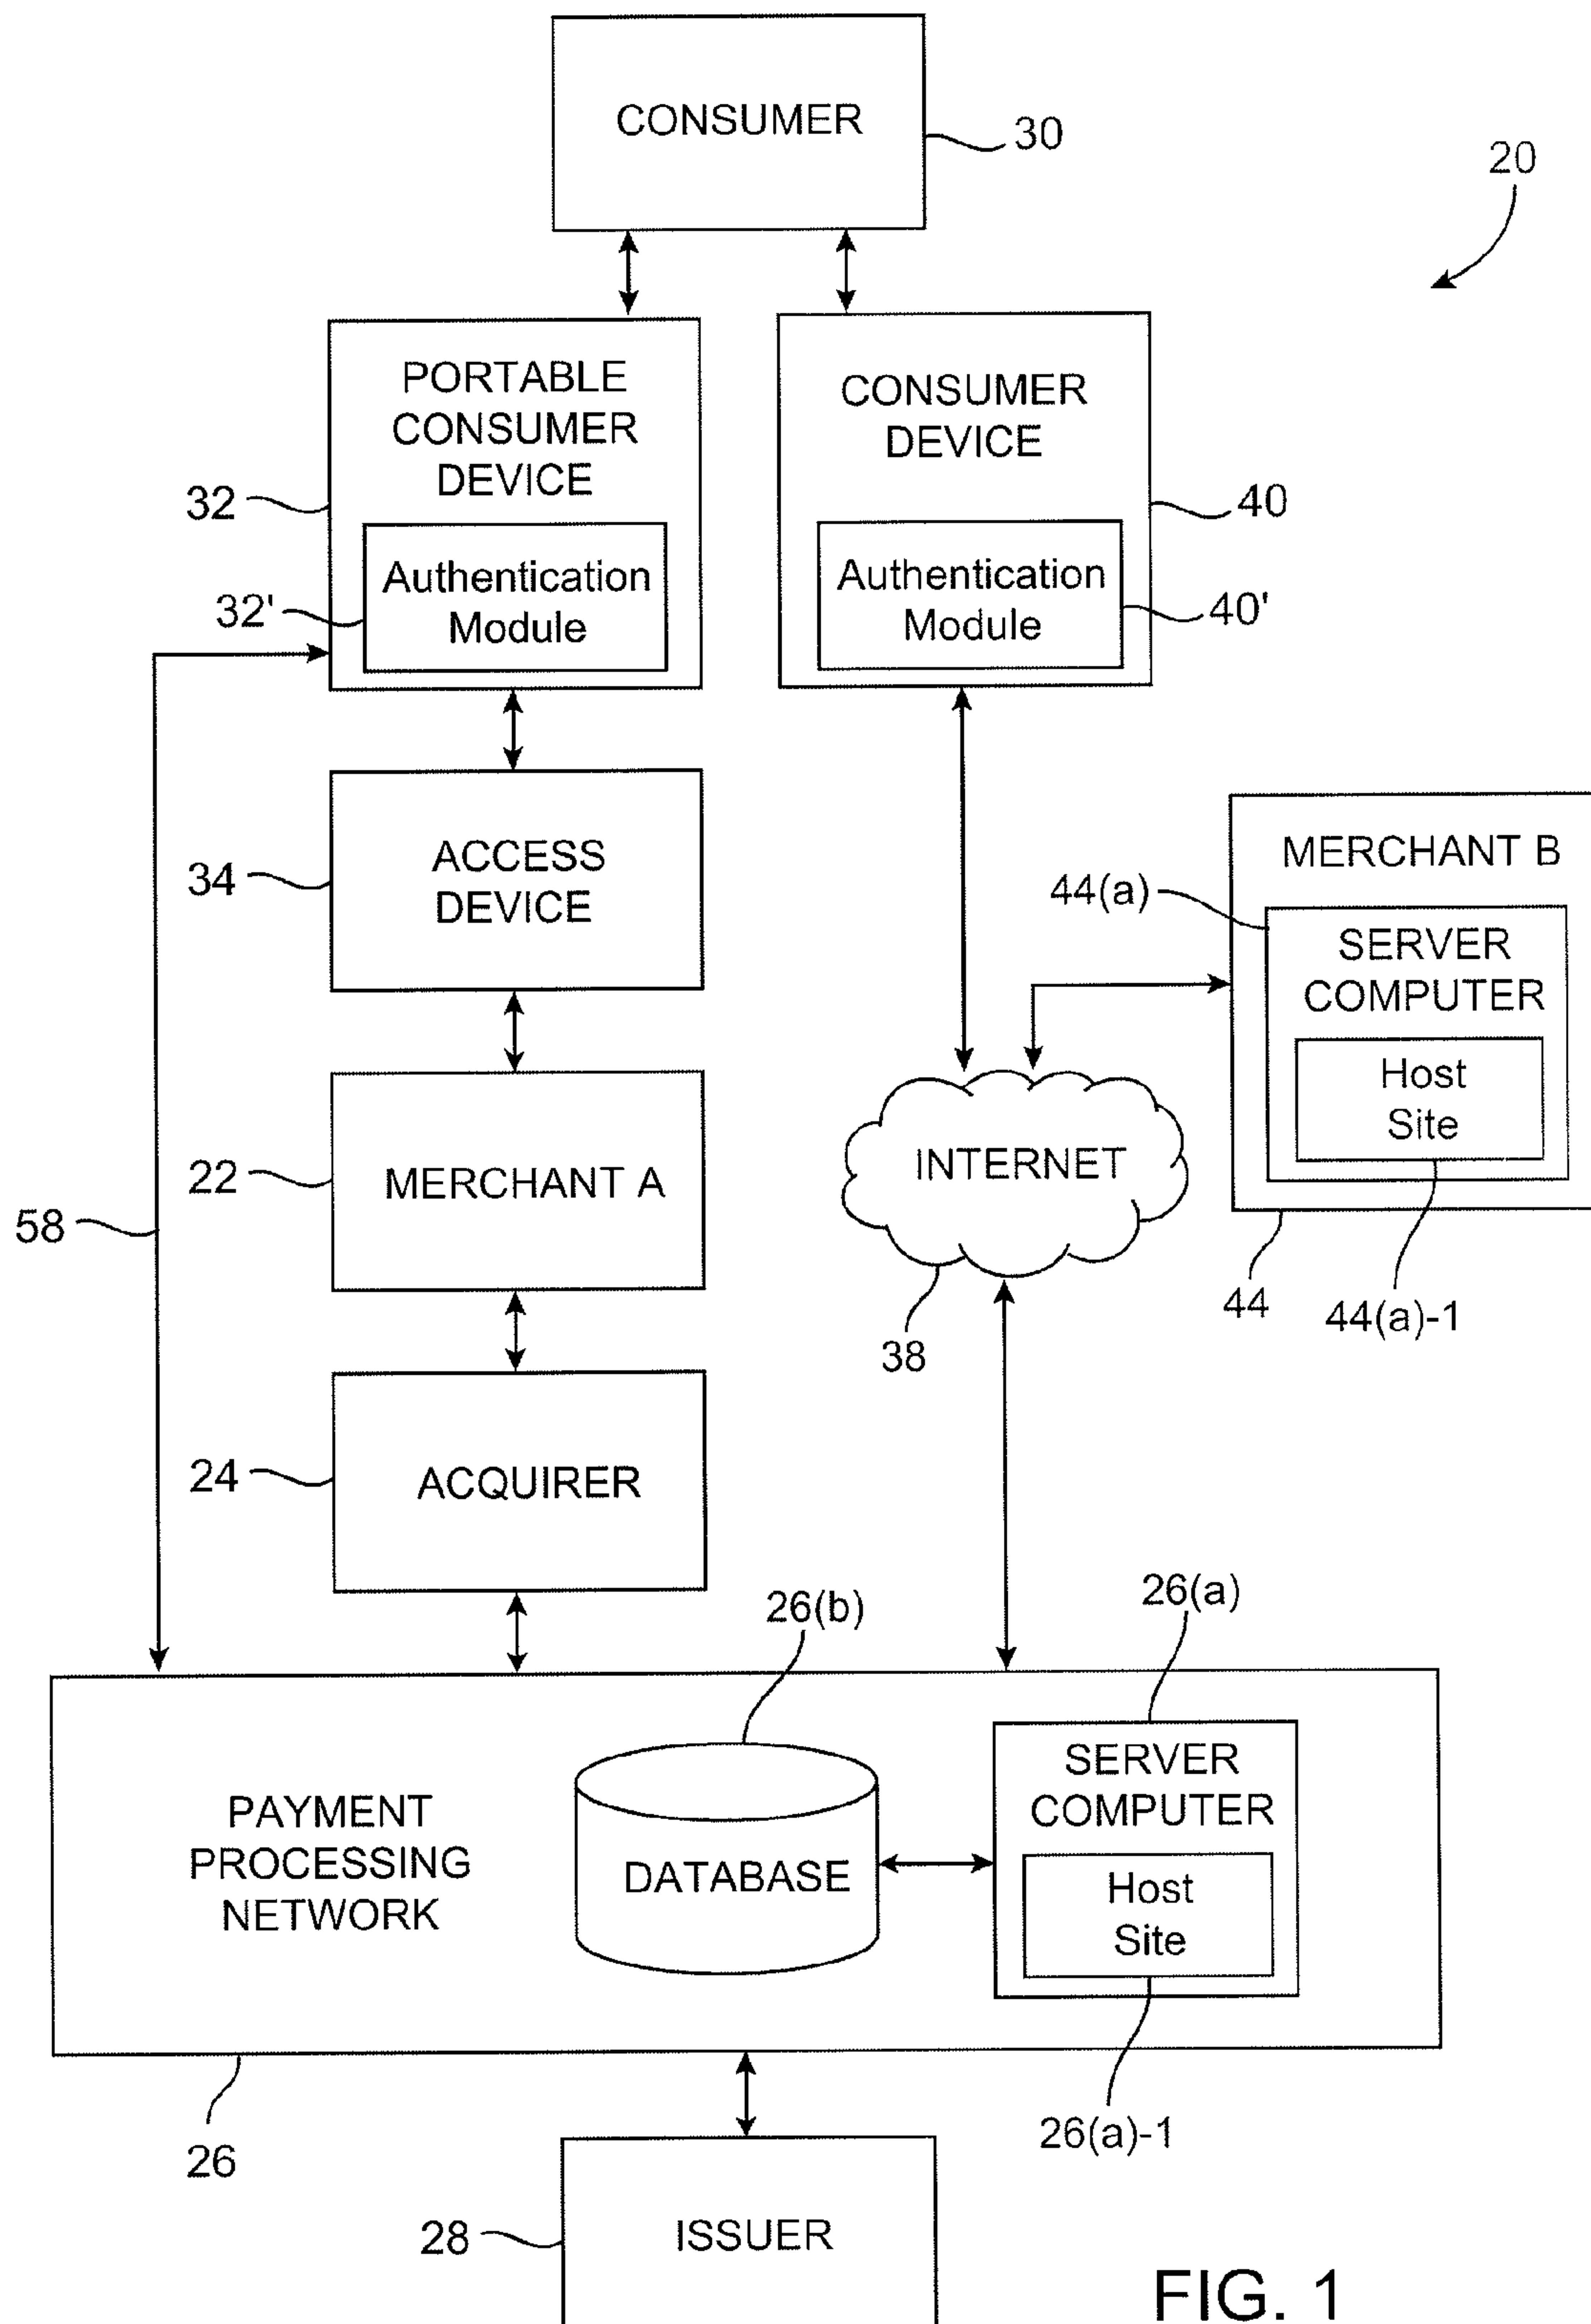 CONSUMER
30
20
PORTABLE
CONSUMER
DEVICE
32
Authentication
Module
32'
CONSUMER
DEVICE
40
Authentication
Module
40'
ACCESS
DEVICE
34
MERCHANT B
44(a)
SERVER
COMPUTER
Host
Site
44
44(a)-1
MERCHANT A
22
58
INTERNET
38
ACQUIRER
24
26(b)
26(a)
PAYMENT
PROCESSING
NETWORK
DATABASE
SERVER
COMPUTER
Host
Site
26
26(a)-1
ISSUER
28
FIG. 1